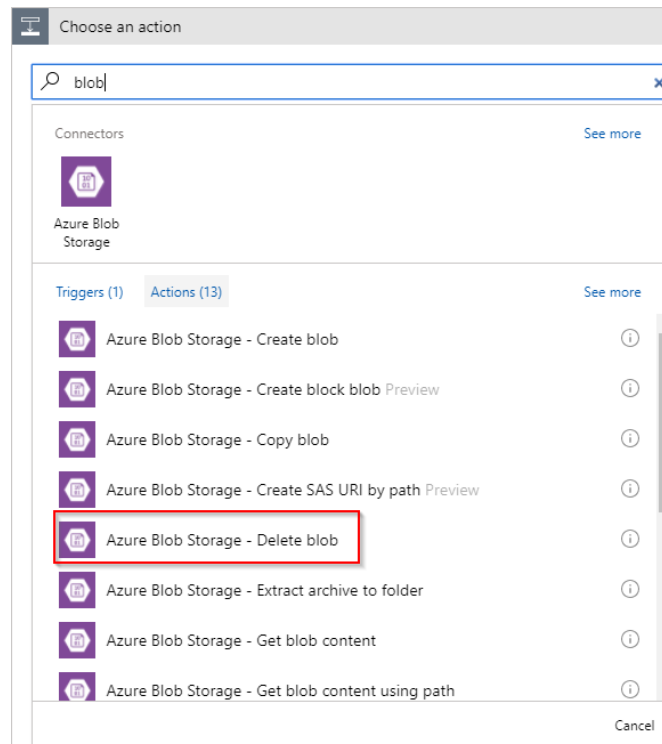 Choose an action
blob
Connectors
See more
Azure Blob
Storage
Triggers (1)
Actions (13)
See more
Azure Blob Storage - Create blob
Azure Blob Storage - Create block blob Preview
Azure Blob Storage - Copy blob
Azure Blob Storage - Create SAS URI by path Preview
Azure Blob Storage - Delete blob
Azure Blob Storage - Extract archive to folder
Azure Blob Storage - Get blob content
Azure Blob Storage - Get blob content using path
Cancel